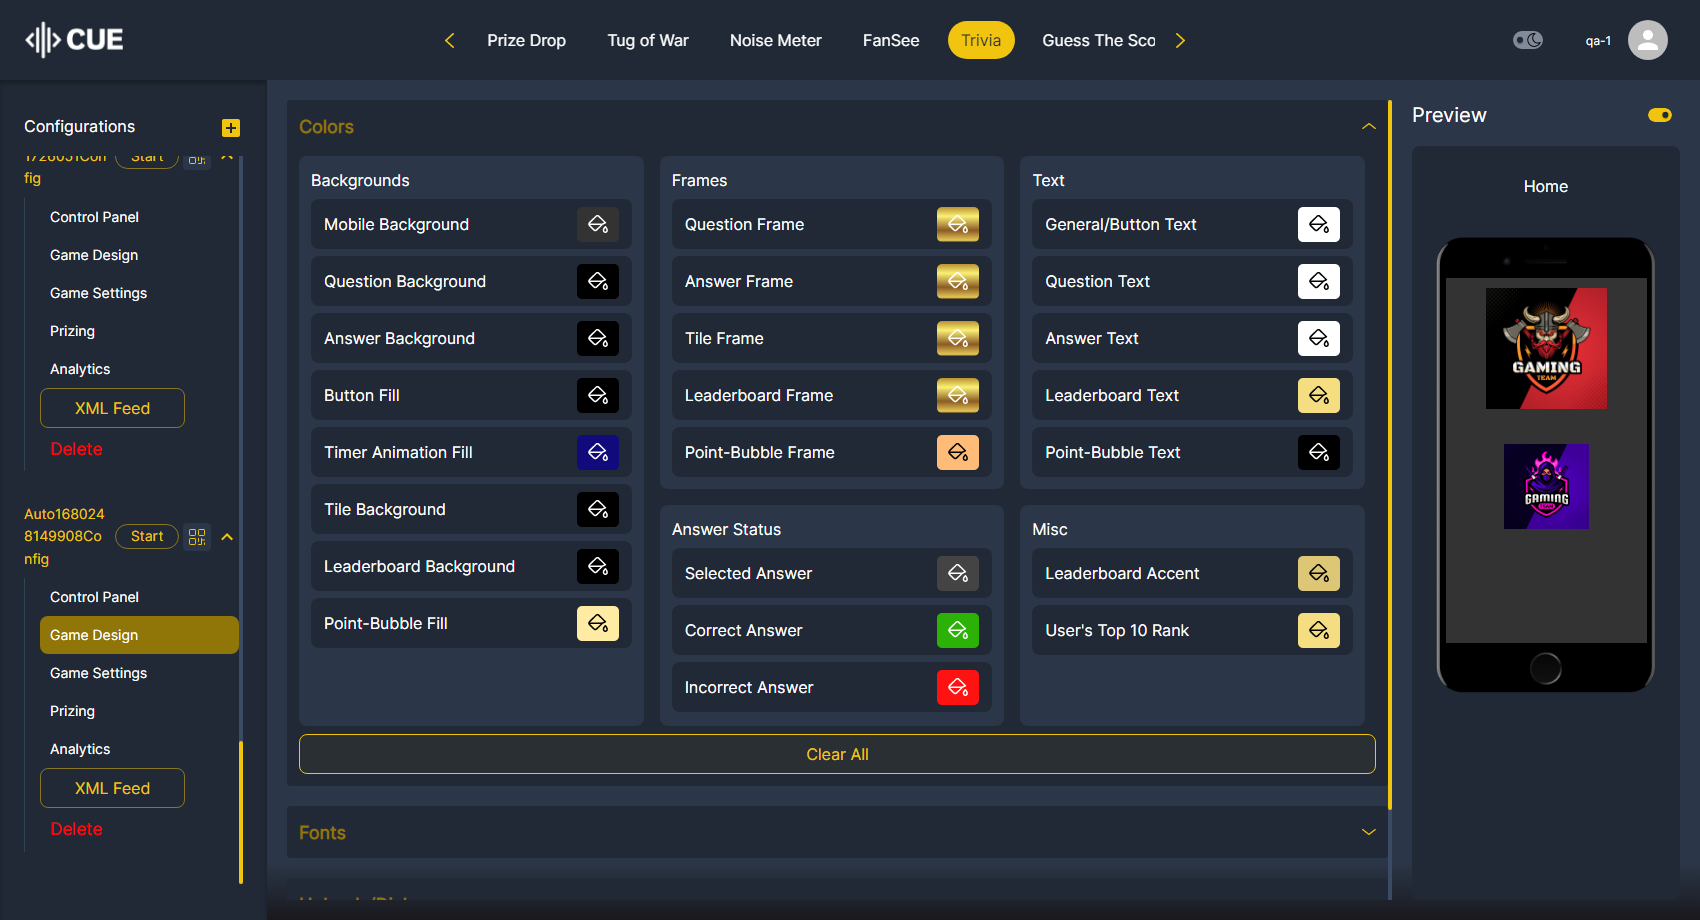 CUE
Prize Drop
Tug of War
Noise Meter
FanSee
Trivia
Guess The Sco
qa-1
Configurations
Start
fig
Control Panel
Game Design
Game Settings
Prizing
Analytics
XML Feed
Delete
Auto168024
8149908Co
nfig
Start
Control Panel
Game Design
Game Settings
Prizing
Analytics
XML Feed
Delete
Colors
Backgrounds
Mobile Background
Question Background
Answer Background
Button Fill
Timer Animation Fill
Tile Background
Leaderboard Background
Point-Bubble Fill
Frames
Question Frame
Answer Frame
Tile Frame
Leaderboard Frame
Point-Bubble Frame
Text
General/Button Text
Question Text
Answer Text
Leaderboard Text
Point-Bubble Text
Answer Status
Selected Answer
Correct Answer
Incorrect Answer
Misc
Leaderboard Accent
User's Top 10 Rank
Clear All
Fonts
Preview
Home
GAMING
TEAM
GAMING
TEAM